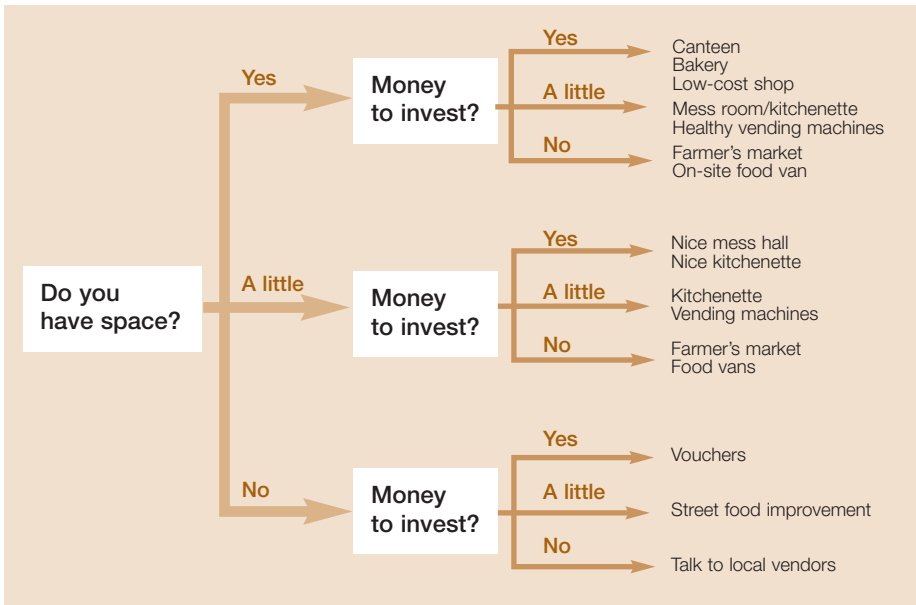 Do you
have space?
Yes
Money
to invest?
Yes
Canteen
Bakery
Low-cost shop
A little
Mess room/kitchenette
Healthy vending machines
No
Farmer's market
On-site food van
A little
Money
to invest?
Yes
Nice mess hall
Nice kitchenette
A little
Kitchenette
Vending machines
No
Farmer's market
Food vans
No
Money
to invest?
Yes
Vouchers
A little
Street food improvement
No
Talk to local vendors